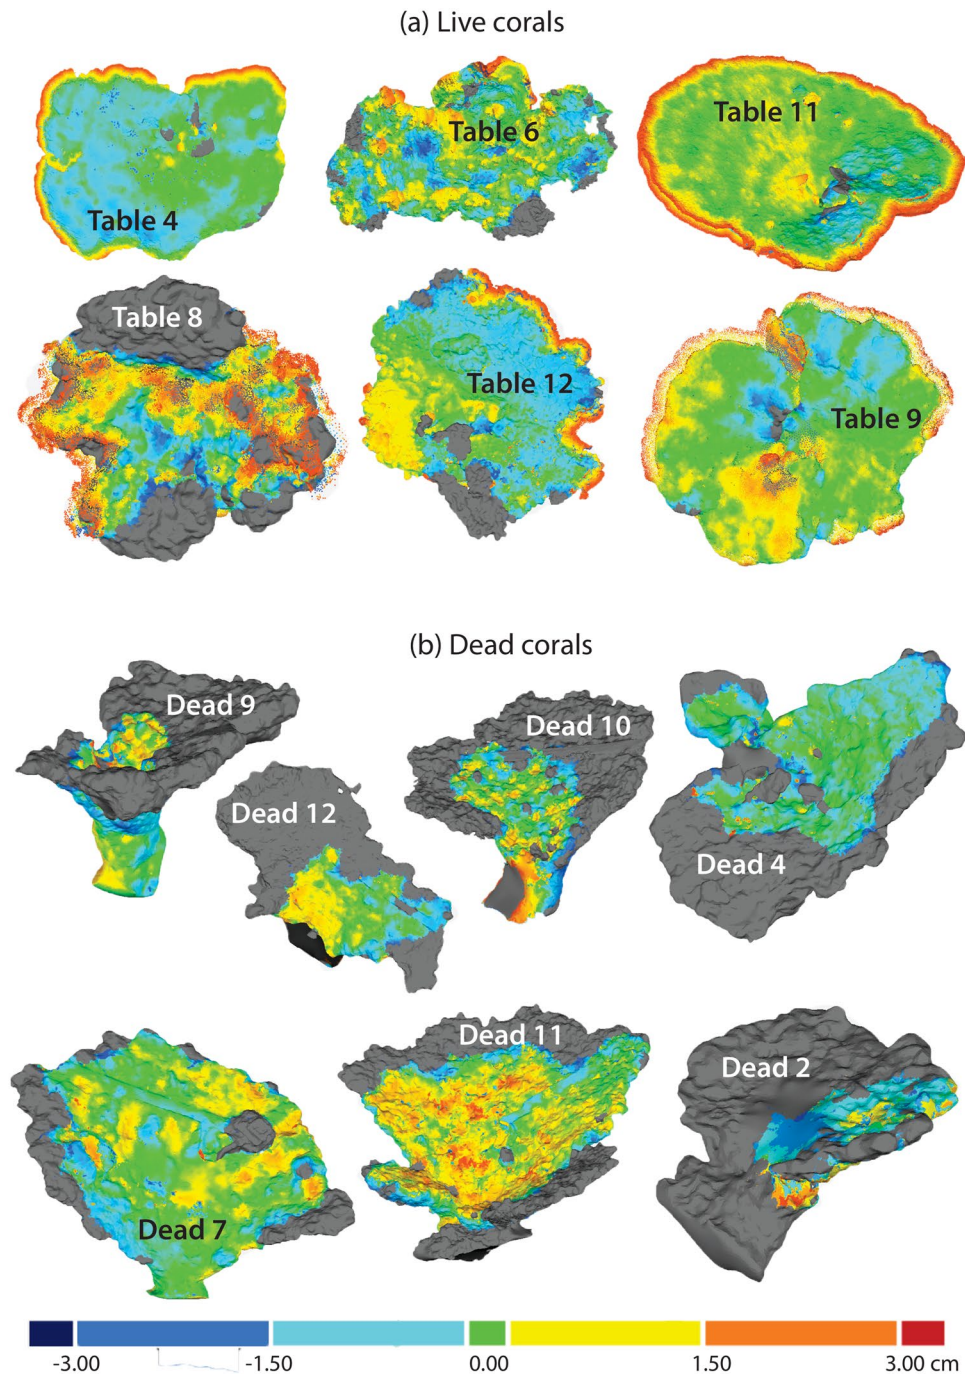 (a) Live corals
Table 4
Table 6
Table 11
Table 8
Table 12
Table 9
(b) Dead corals
Dead 9
Dead 12
Dead 10
Dead 4
Dead 7
Dead 11
Dead 2
-3.00 -1.50 0.00 1.50 3.00 cm